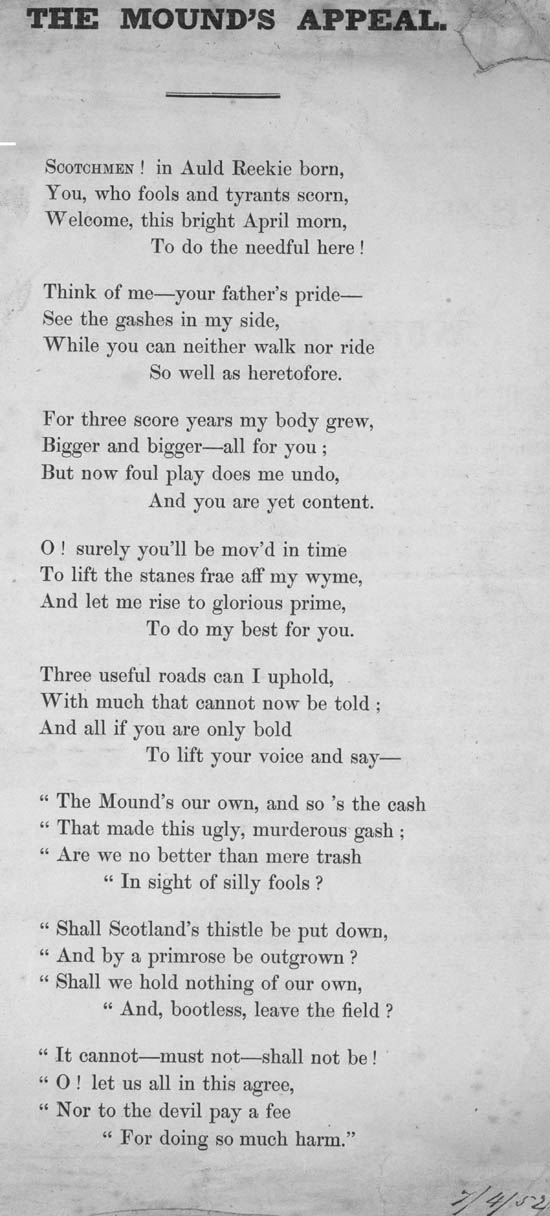 THE MOUND'S APPEAL.
SCOTCHMEN ! in Auld Reekie born,
You, who fools and tyrants scorn,
Welcome, this bright April morn,
To do the needful here !
Think of me—your father's pride—
See the gashes in my side,
While you can neither walk nor ride
So well as heretofore.
For three score years my body grew,
Bigger and bigger—all for you ;
But now foul play does me undo,
And you are yet content.
O ! surely you'll be mov'd in time
To lift the stanes frae aff my wyme,
And let me rise to glorious prime,
To do my best for you.
Three useful roads can I uphold,
With much that cannot now be told ;
And all if you are only bold
To lift your voice and say—
“ The Mound's our own, and so 's the cash
“ That made this ugly, murderous gash ;
“ Are we no better than mere trash
“ In sight of silly fools ?
“ Shall Scotland's thistle be put down,
“ And by a primrose be outgrown ?
“ Shall we hold nothing of our own,
“ And, bootless, leave the field ?
“ It cannot—must not—shall not be !
“ O ! let us all in this agree,
“ Nor to the devil pay a fee
“ For doing so much harm.”
7/4/52